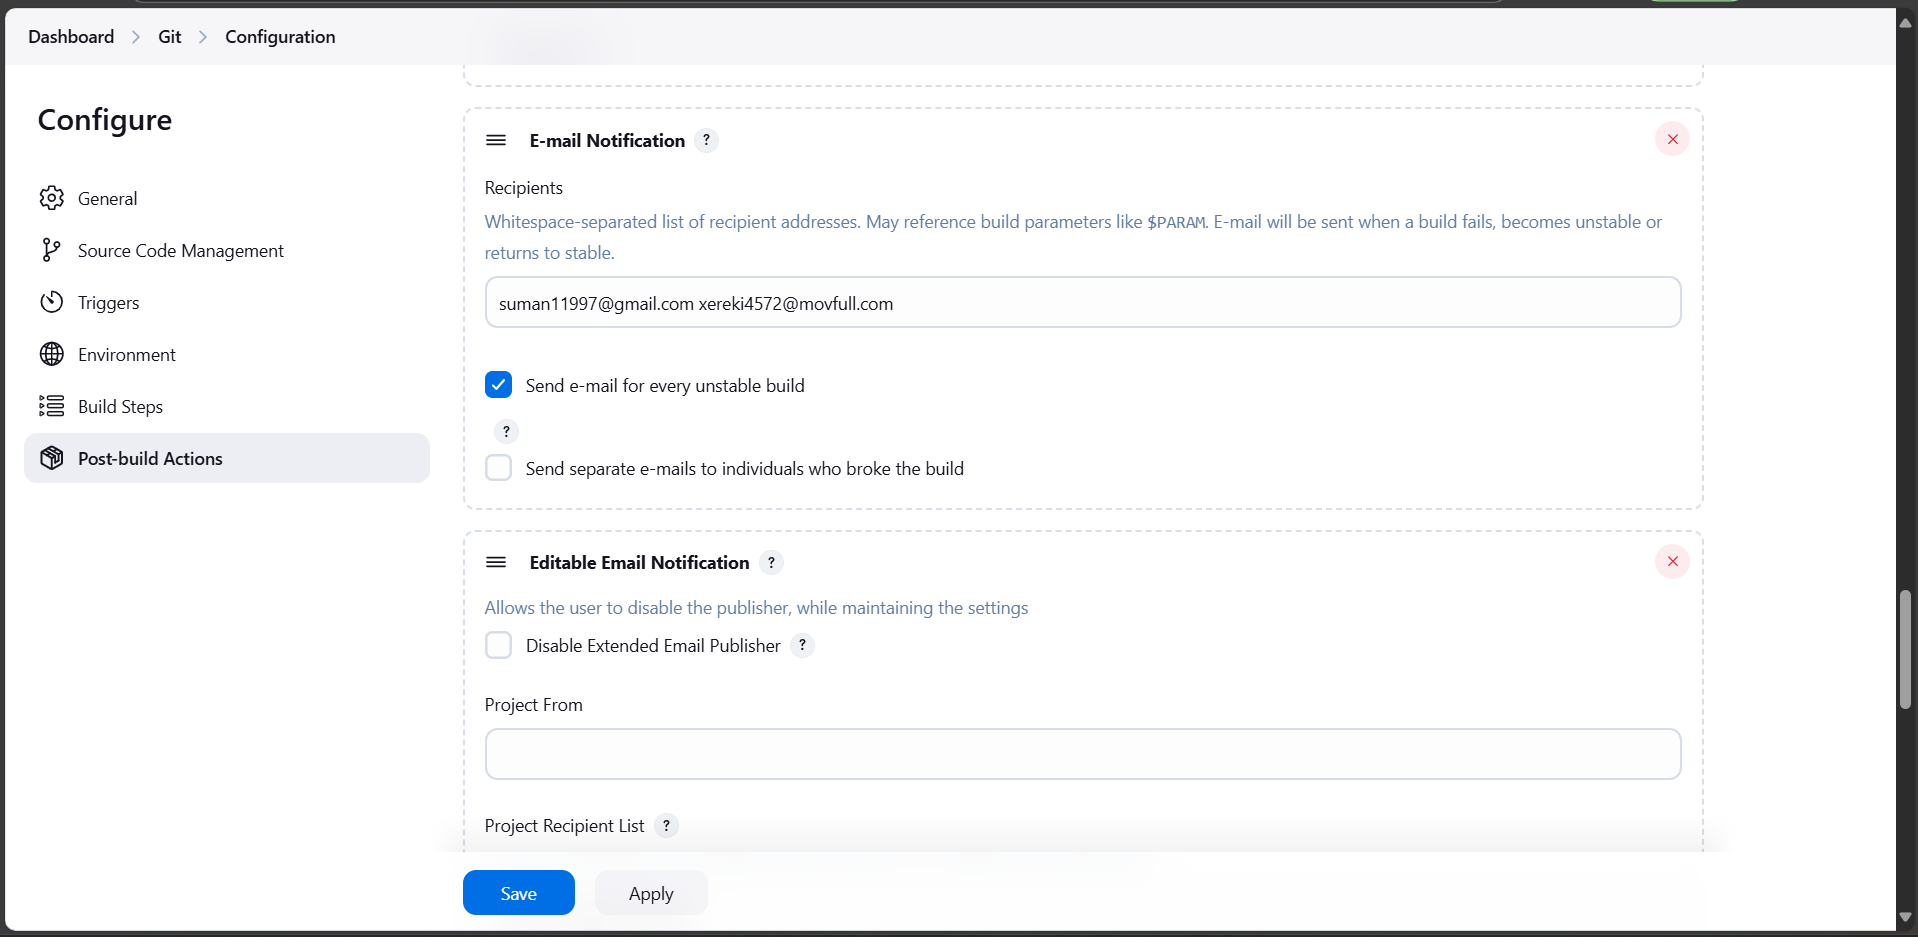 Dashboard > Git > Configuration
Configure
General
Source Code Management
Triggers
Environment
Build Steps
Post-build Actions
E-mail Notification ?
Recipients
Whitespace-separated list of recipient addresses. May reference build parameters like $PARAM. E-mail will be sent when a build fails, becomes unstable or
returns to stable.
suman11997@gmail.com xereki4572@movfull.com
Send e-mail for every unstable build
?
Send separate e-mails to individuals who broke the build
Editable Email Notification ?
Allows the user to disable the publisher, while maintaining the settings
Disable Extended Email Publisher ?
Project From
Project Recipient List ?
Save Apply